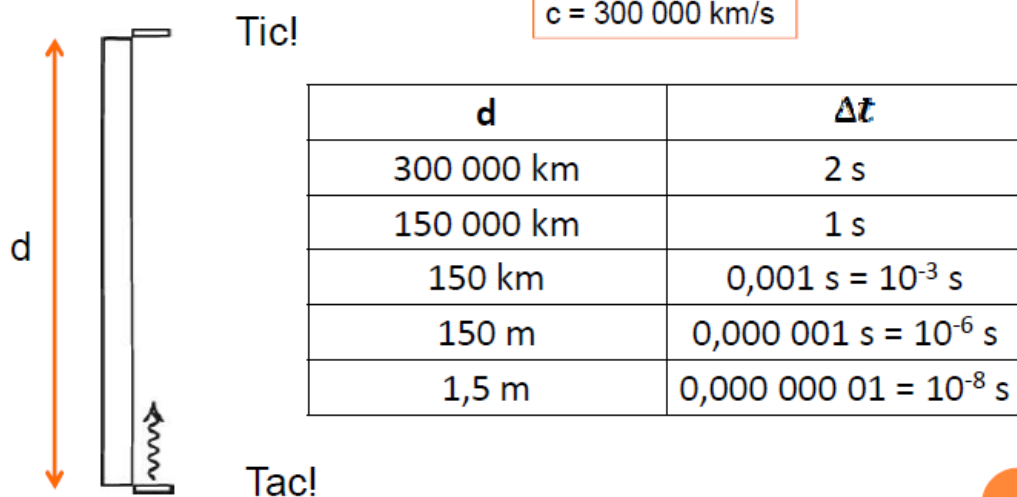 Tic!
c = 300 000 km/s
d
d Δt
300 000 km 2 s
150 000 km 1 s
150 km 0,001 s = 10⁻³ s
150 m 0,000 001 s = 10⁻⁶ s
1,5 m 0,000 000 01 = 10⁻⁸ s
Tac!